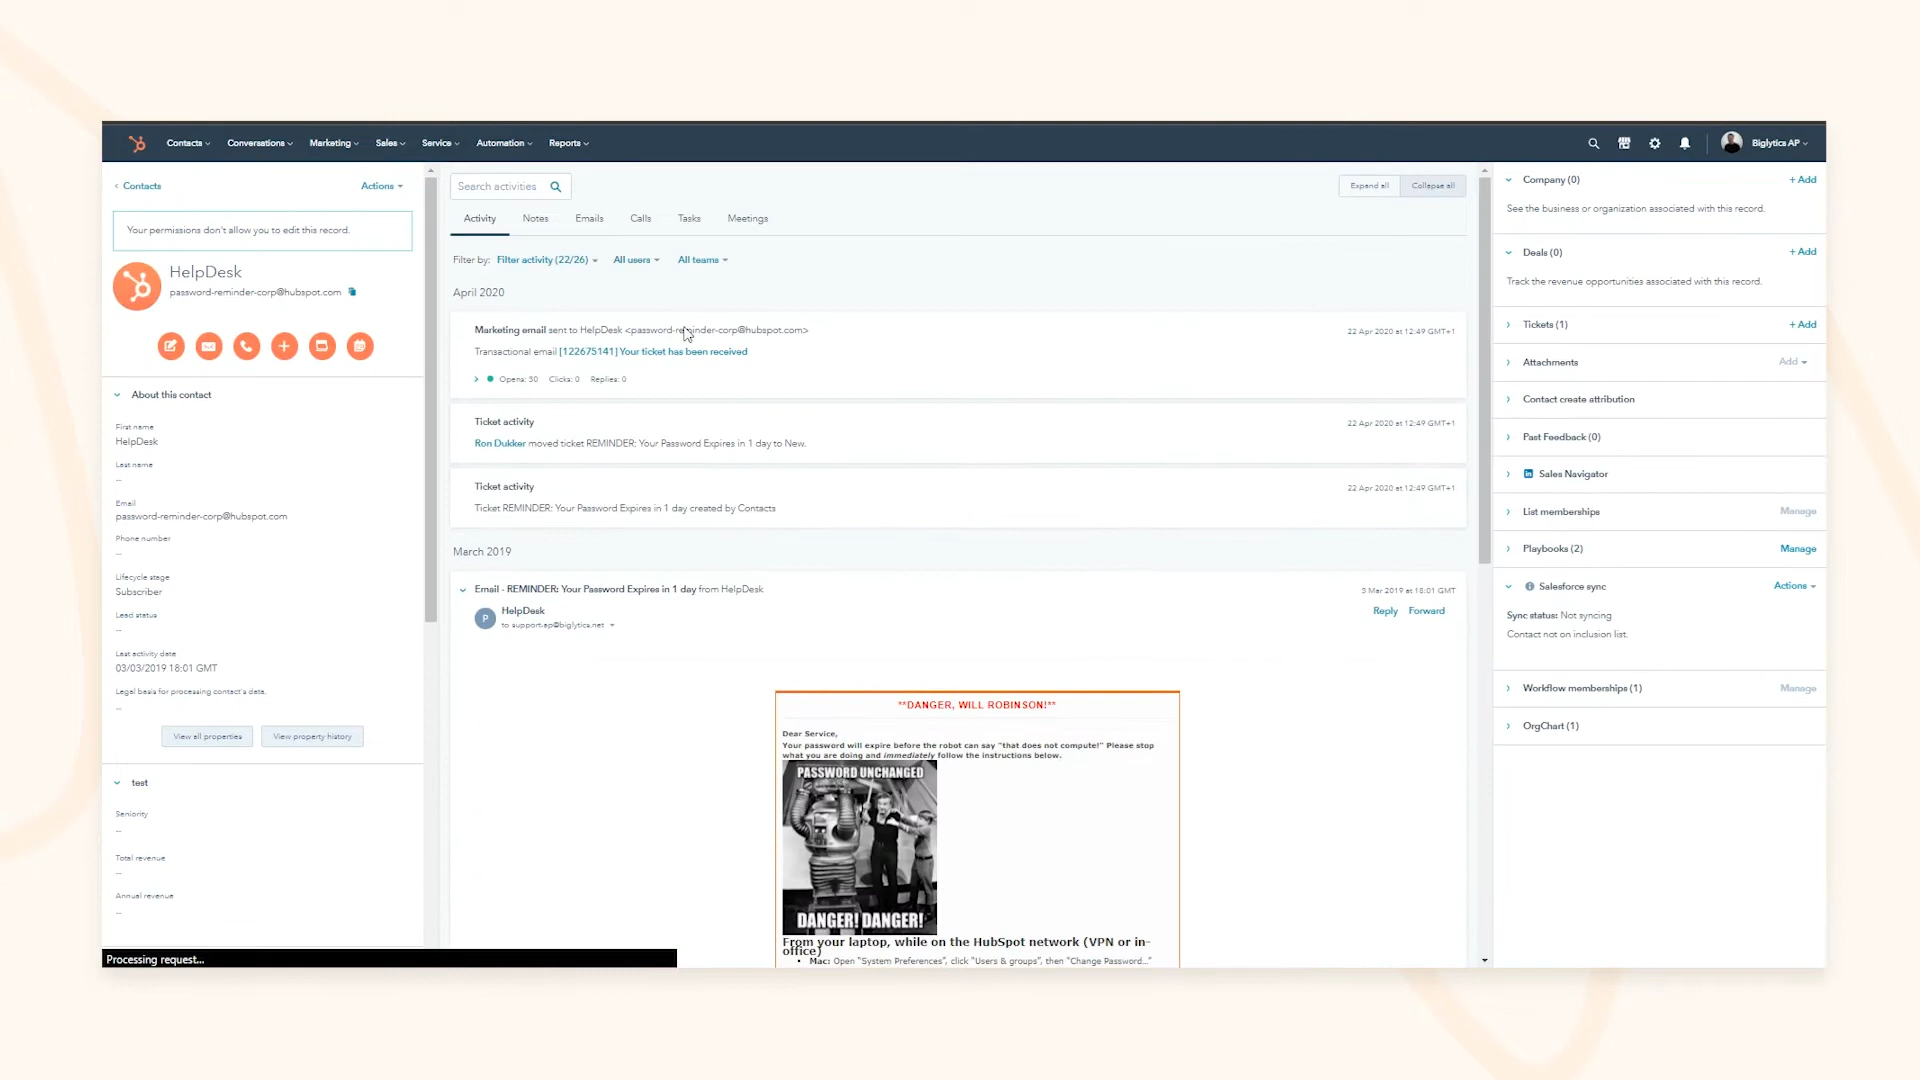 Contacts
Conversations
Marketing
Sales
Service
Automation
Reports
Biglytics AP
Contacts
Actions
Your permissions don't allow you to edit this record.
HelpDesk
password-reminder-corp@hubspot.com
About this contact
First name
HelpDesk
Last name
--
Email
password-reminder-corp@hubspot.com
Phone number
--
Lifecycle stage
Subscriber
Lead status
--
Last activity date
03/03/2019 18:01 GMT
Legal basis for processing contact's data.
--
View all properties
View property history
test
Seniority
--
Total revenue
--
Annual revenue
--
Processing request...
Search activities
Expand all
Collapse all
Activity
Notes
Emails
Calls
Tasks
Meetings
Filter by: Filter activity (22/26) All users All teams
April 2020
Marketing email sent to HelpDesk <password-reminder-corp@hubspot.com>
22 Apr 2020 at 12:49 GMT+1
Transactional email [122675141] Your ticket has been received
Opens: 30 Clicks: 0 Replies: 0
Ticket activity
22 Apr 2020 at 12:49 GMT+1
Ron Dukker moved ticket REMINDER: Your Password Expires in 1 day to New.
Ticket activity
22 Apr 2020 at 12:49 GMT+1
Ticket REMINDER: Your Password Expires in 1 day created by Contacts
March 2019
Email - REMINDER: Your Password Expires in 1 day from HelpDesk
3 Mar 2019 at 18:01 GMT
P
HelpDesk
Reply
Forward
to support-ap@biglytics.net
**DANGER, WILL ROBINSON!**
Dear Service,
Your password will expire before the robot can say "that does not compute!" Please stop
what you are doing and immediately follow the instructions below.
PASSWORD UNCHANGED
DANGER! DANGER!
From your laptop, while on the HubSpot network (VPN or in-
office)
• Mac: Open "System Preferences", click "Users & groups", then "Change Password..."
Company (0)
+ Add
See the business or organization associated with this record.
Deals (0)
+ Add
Track the revenue opportunities associated with this record.
Tickets (1)
+ Add
Attachments
Add
Contact create attribution
Past Feedback (0)
in Sales Navigator
List memberships
Manage
Playbooks (2)
Manage
Salesforce sync
Actions
Sync status: Not syncing
Contact not on inclusion list.
Workflow memberships (1)
Manage
OrgChart (1)